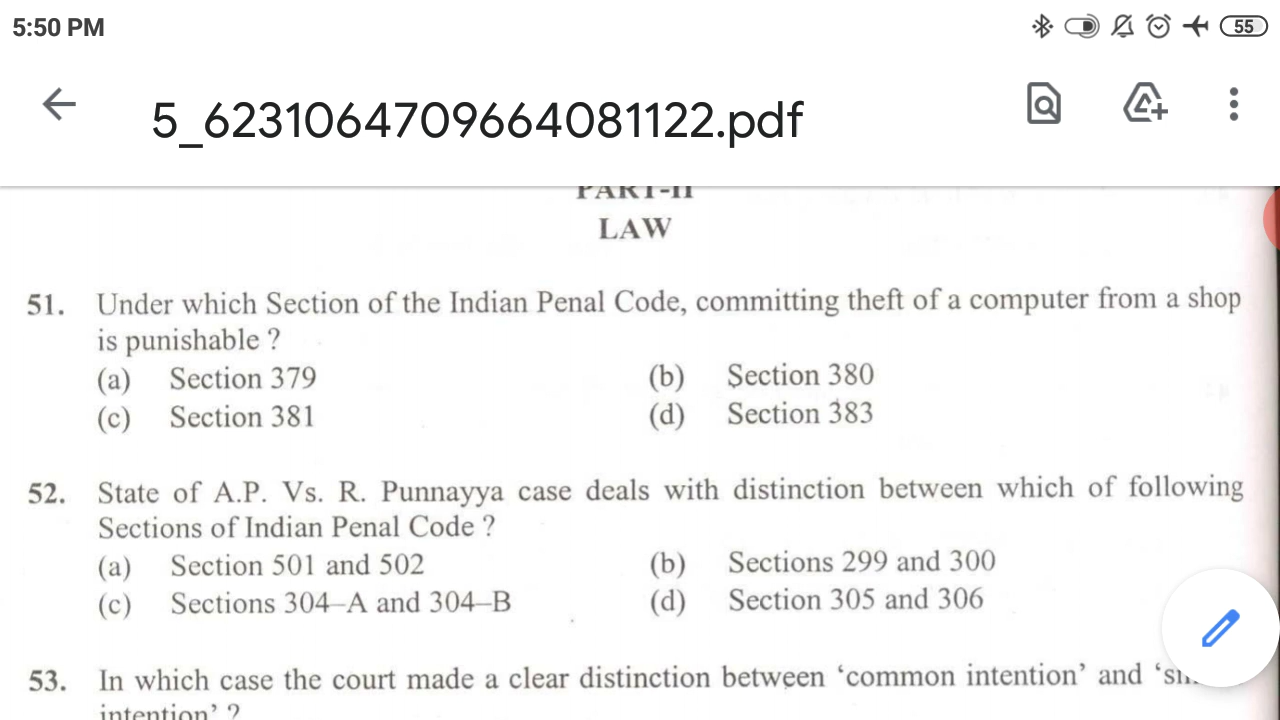 5:50 PM
55
5_6231064709664081122.pdf
PART-II
LAW
51. Under which Section of the Indian Penal Code, committing theft of a computer from a shop
is punishable ?
(a) Section 379 (b) Section 380
(c) Section 381 (d) Section 383
52. State of A.P. Vs. R. Punnayya case deals with distinction between which of following
Sections of Indian Penal Code ?
(a) Section 501 and 502 (b) Sections 299 and 300
(c) Sections 304–A and 304–B (d) Section 305 and 306
53. In which case the court made a clear distinction between ‘common intention’ and
intention’ ?